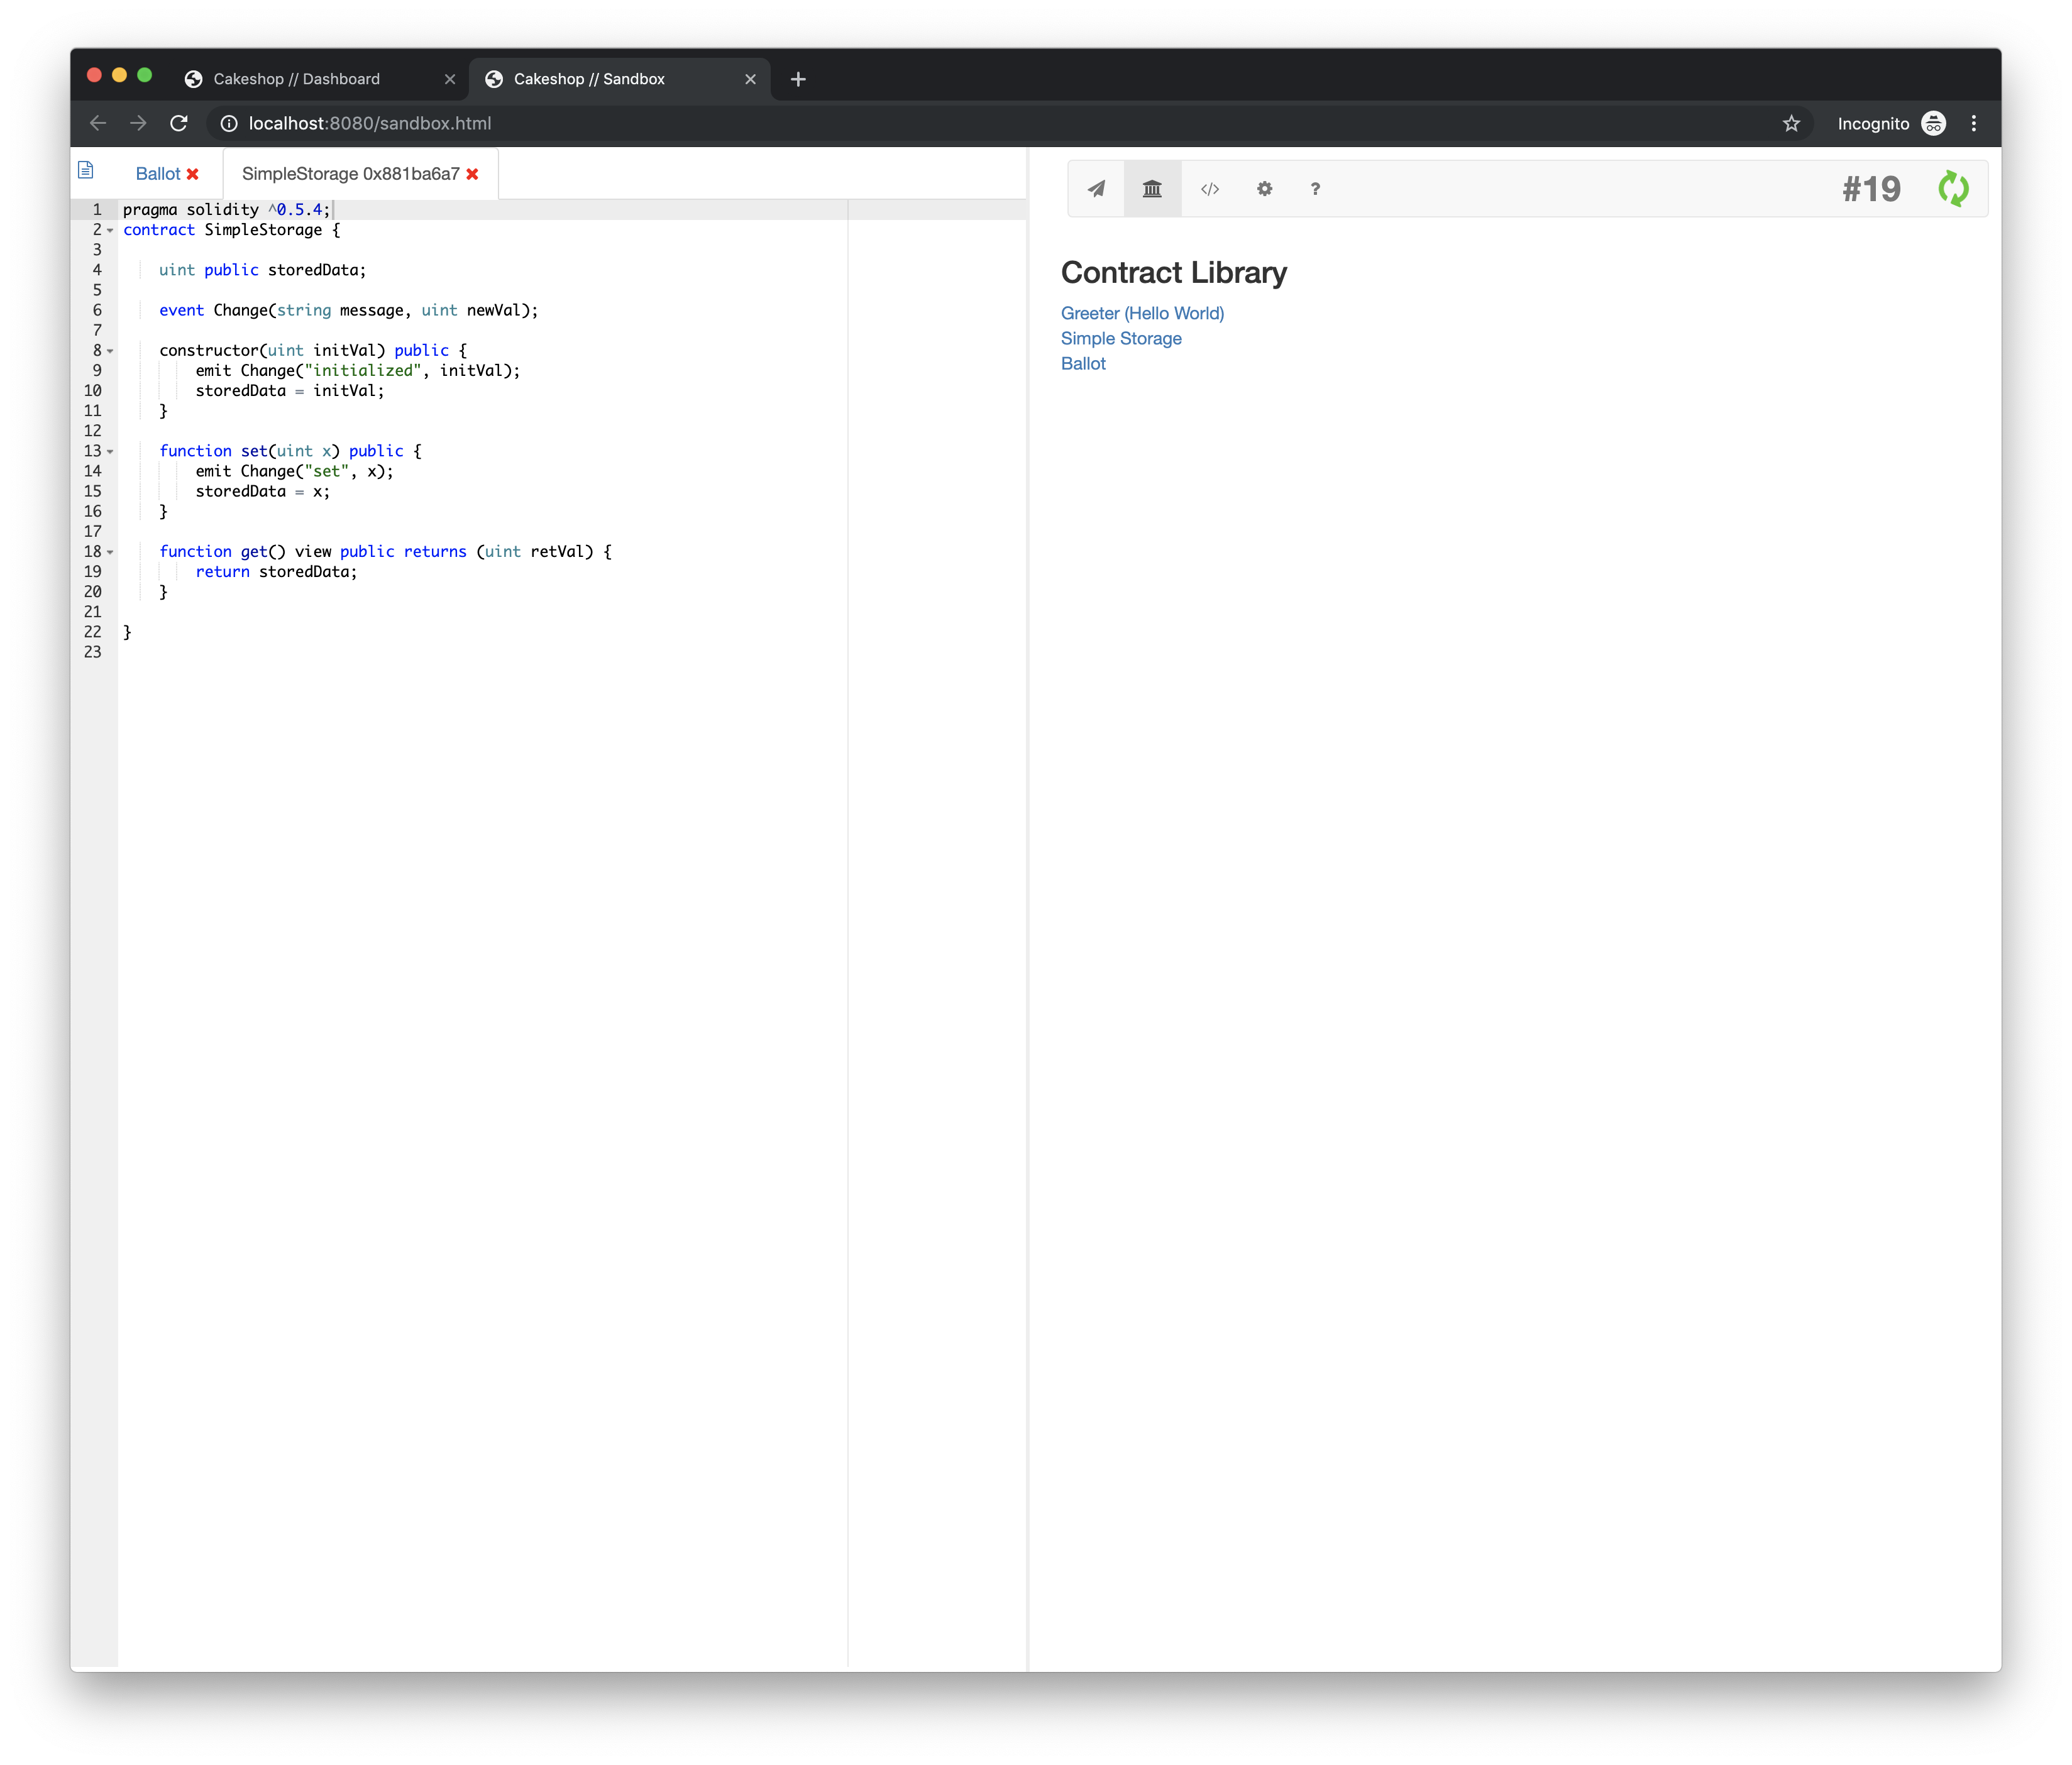 Cakeshop // Dashboard
Cakeshop // Sandbox
localhost:8080/sandbox.html
Incognito
Ballot
SimpleStorage 0x881ba6a7
#19
1 pragma solidity ^0.5.4;
2 contract SimpleStorage {
3
4 uint public storedData;
5
6 event Change(string message, uint newVal);
7
8 constructor(uint initVal) public {
9 emit Change("initialized", initVal);
10 storedData = initVal;
11 }
12
13 function set(uint x) public {
14 emit Change("set", x);
15 storedData = x;
16 }
17
18 function get() view public returns (uint retVal) {
19 return storedData;
20 }
21
22 }
23
Contract Library
Greeter (Hello World)
Simple Storage
Ballot